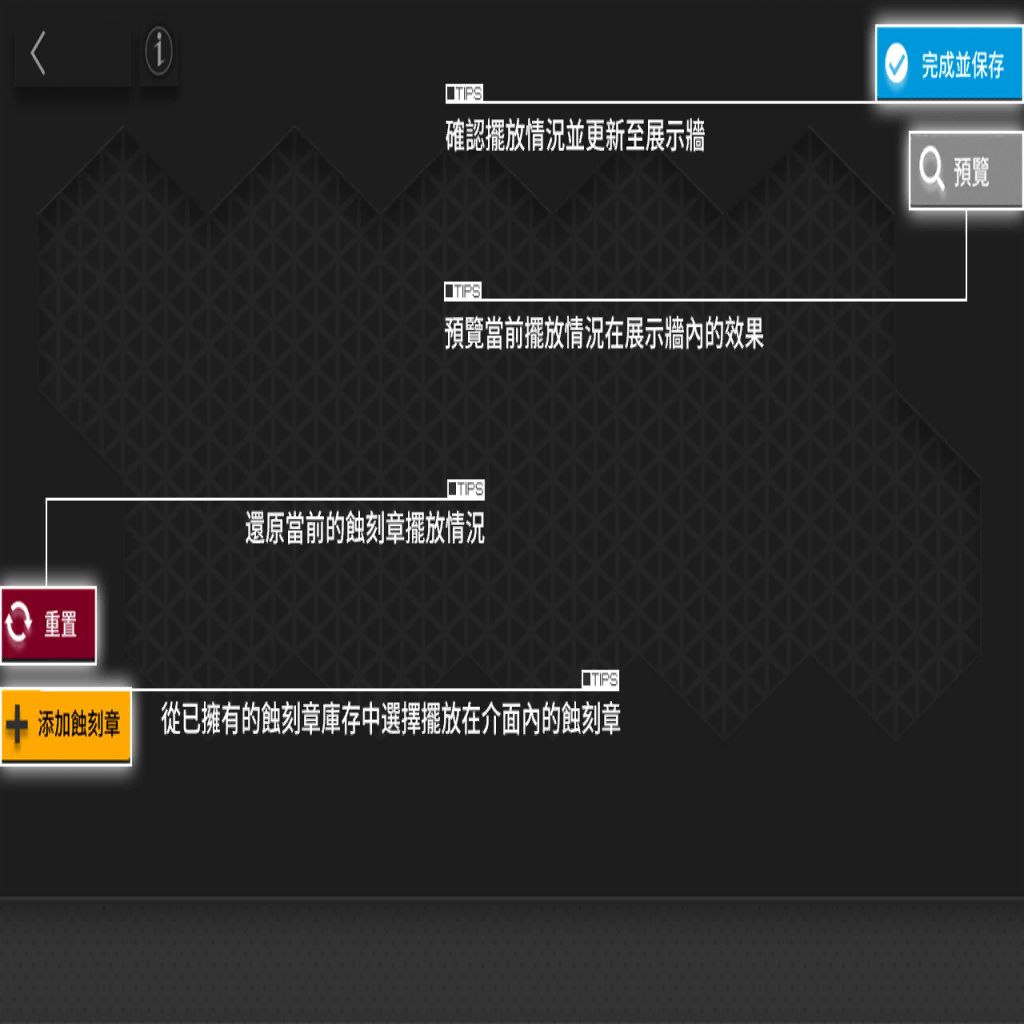 完成並保存
TIPS
確認擺放情況並更新至展示牆
預覽
TIPS
預覽當前擺放情況在展示牆內的效果
TIPS
還原當前的蝕刻章擺放情況
重置
TIPS
添加蝕刻章
從已擁有的蝕刻章庫存中選擇擺放在介面內的蝕刻章